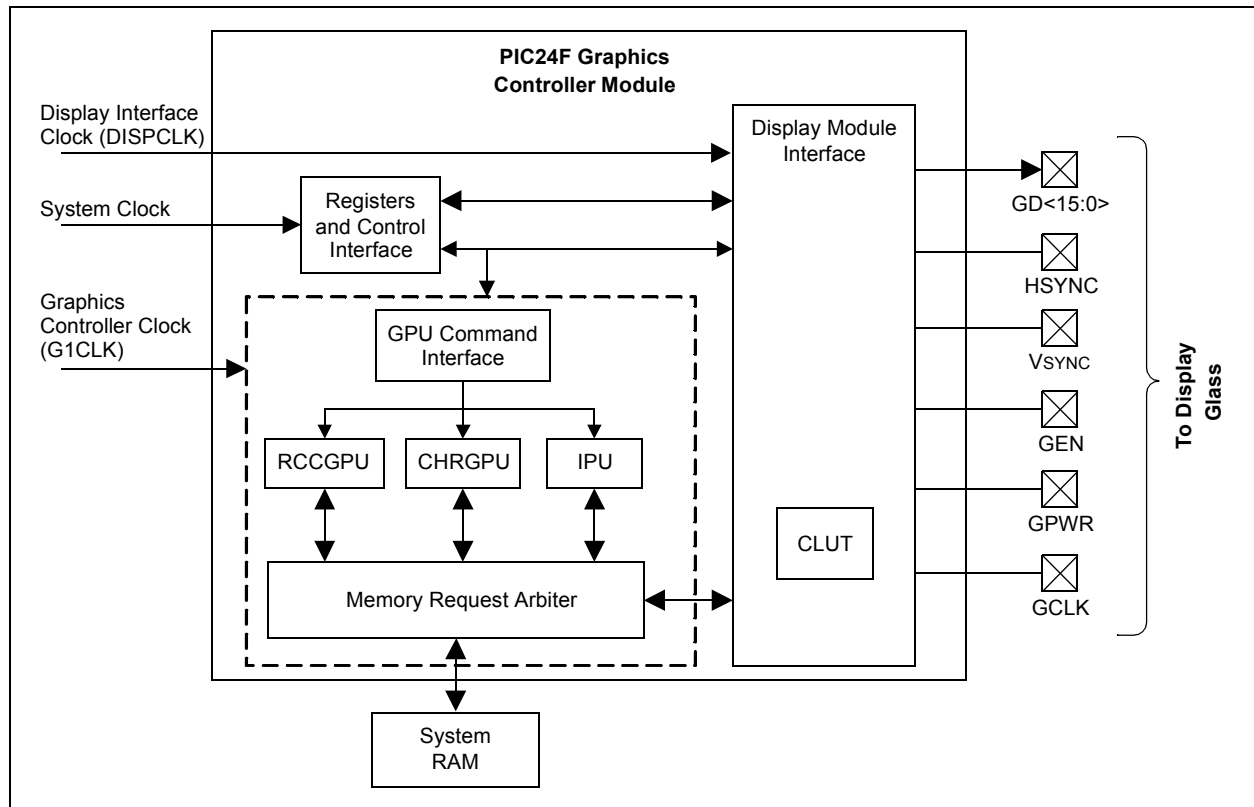 PIC24F Graphics
Controller Module
Display Interface
Clock (DISPCLK)
System Clock
Graphics
Controller Clock
(G1CLK)
Registers
and Control
Interface
Display Module
Interface
GPU Command
Interface
RCCGPU
CHRGPU
IPU
Memory Request Arbiter
CLUT
System
RAM
GD<15:0>
HSYNC
VSYNC
GEN
GPWR
GCLK
To Display
Glass